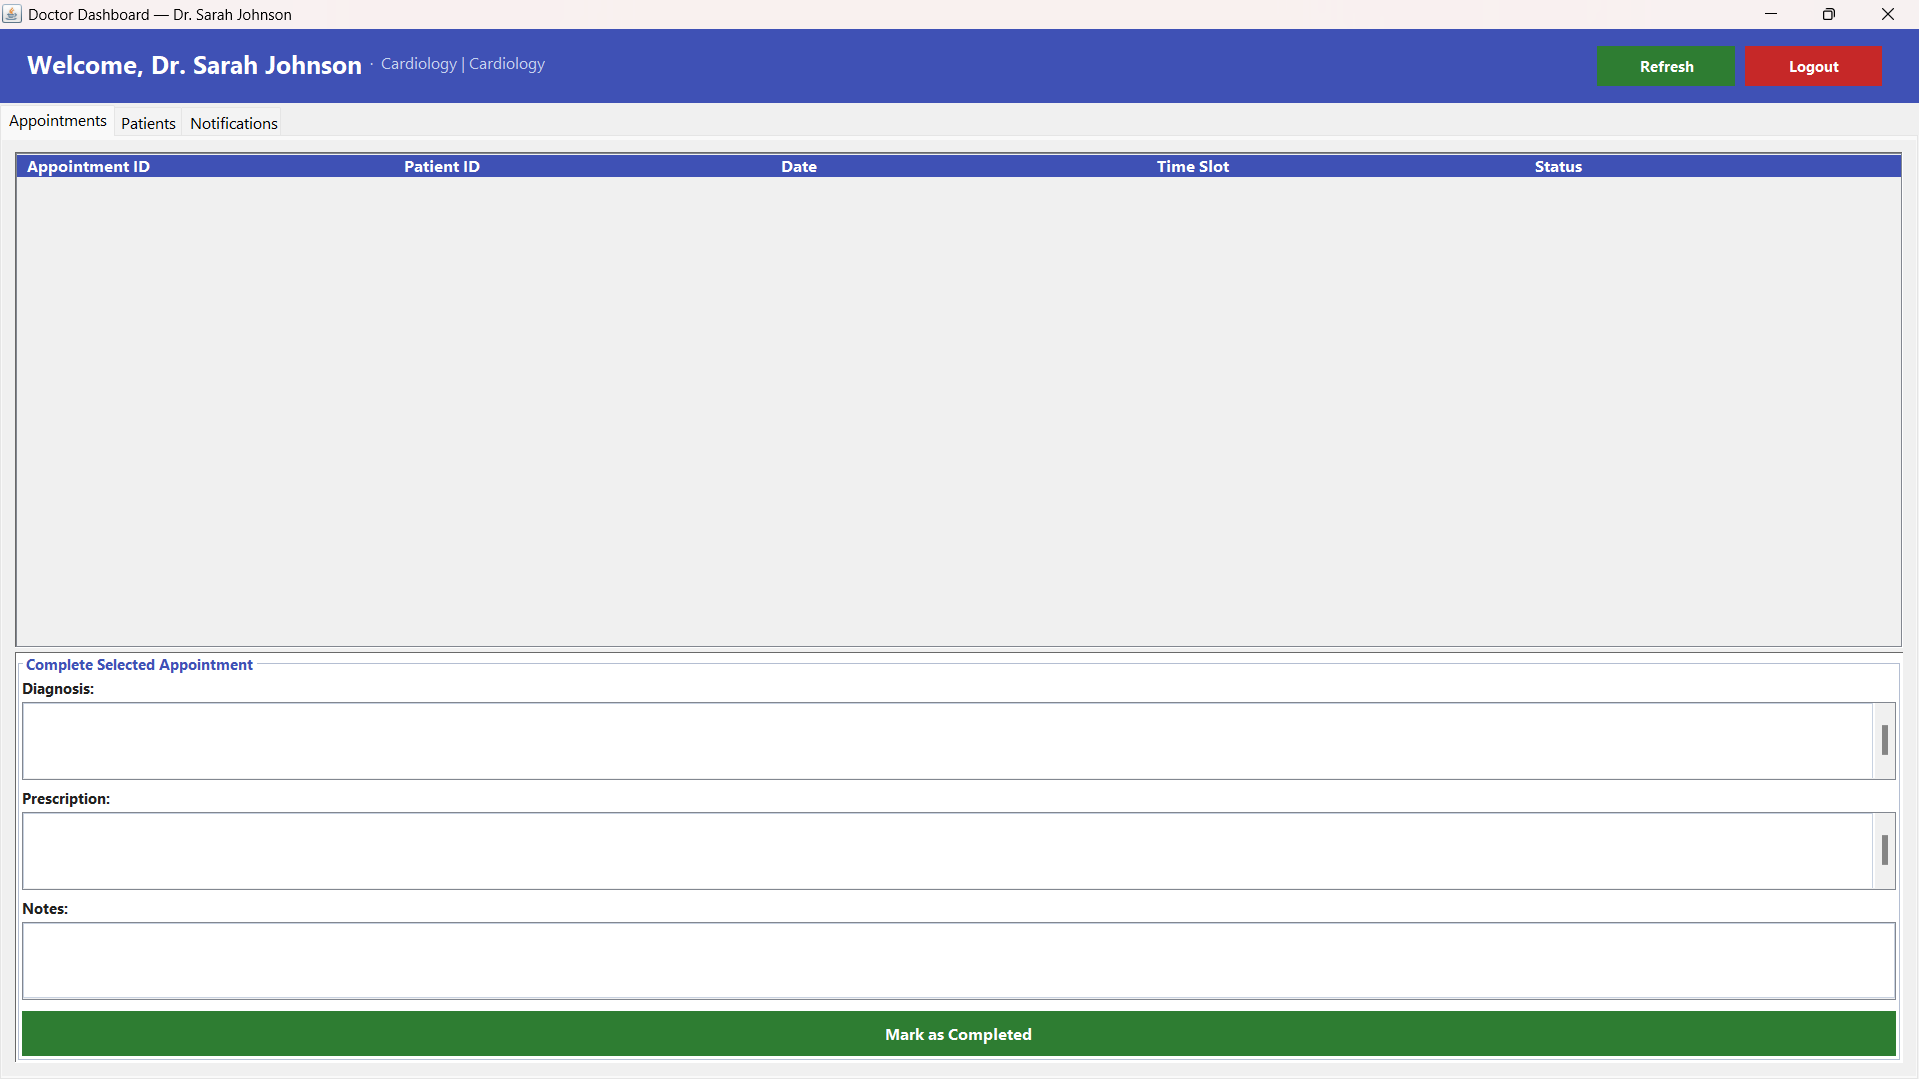 Doctor Dashboard — Dr. Sarah Johnson
Welcome, Dr. Sarah Johnson · Cardiology | Cardiology
Refresh
Logout
Appointments Patients Notifications
Appointment ID Patient ID Date Time Slot Status
Complete Selected Appointment
Diagnosis:
Prescription:
Notes:
Mark as Completed